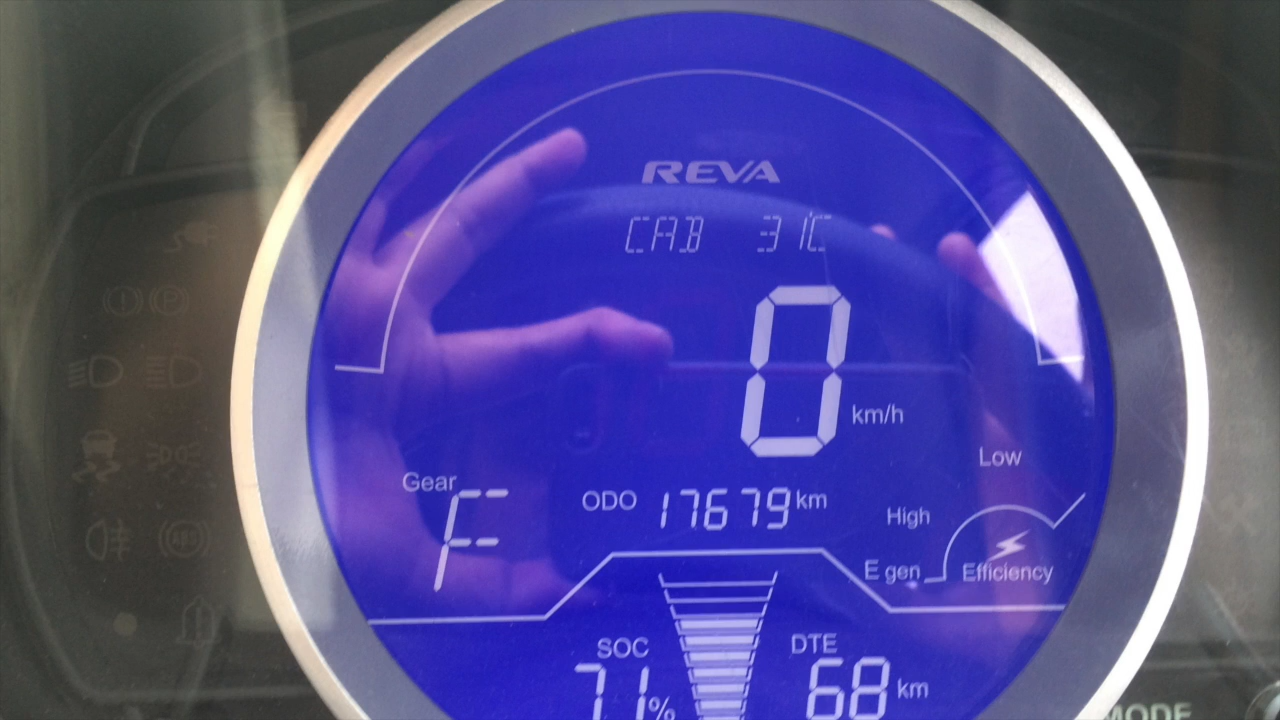 REVA
CAB 31C
0 km/h
Low
Gear
F
ODO 17679 km
High
E gen
Efficiency
SOC
71%
DTE
68 km
MODE